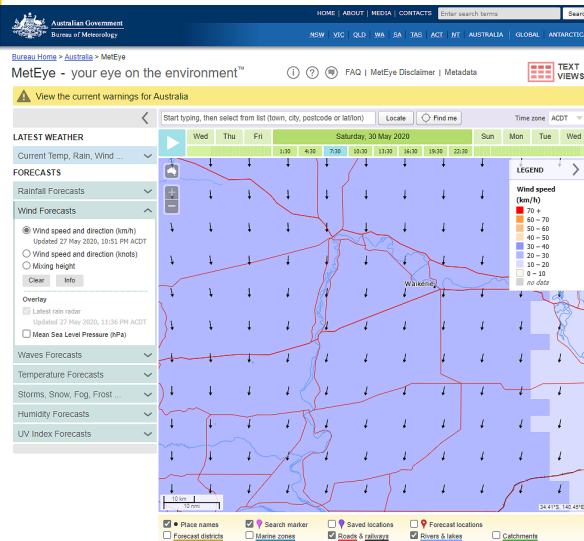 HOME | ABOUT | MEDIA | CONTACTS
Enter search terms
Sear
Australian Government
Bureau of Meteorology
NSW VIC QLD WA SA TAS ACT NT AUSTRALIA GLOBAL ANTARCTICA
Bureau Home > Australia > MetEye
MetEye - your eye on the environment™
FAQ | MetEye Disclaimer | Metadata
TEXT
VIEWS
View the current warnings for Australia
Start typing, then select from list (town, city, postcode or lat/lon)
Locate
Find me
Time zone ACDT
LATEST WEATHER
Current Temp, Rain, Wind ...
FORECASTS
Rainfall Forecasts
Wind Forecasts
Wind speed and direction (km/h)
Updated 27 May 2020, 10:51 PM ACDT
Wind speed and direction (knots)
Mixing height
Clear
Info
Overlay
Latest rain radar
Updated 27 May 2020, 11:36 PM ACDT
Mean Sea Level Pressure (hPa)
Waves Forecasts
Temperature Forecasts
Storms, Snow, Fog, Frost ...
Humidity Forecasts
UV Index Forecasts
Wed Thu Fri Saturday, 30 May 2020 Sun Mon Tue Wed
1:30 4:30 7:30 10:30 13:30 16:30 19:30 22:30
LEGEND
Wind speed
(km/h)
70 +
60 – 70
50 – 60
40 – 50
30 – 40
20 – 30
10 – 20
0 – 10
no data
Waikerie
10 km
10 nm
34.41°S, 140.45°E
Place names
Search marker
Saved locations
Forecast locations
Forecast districts
Marine zones
Roads & railways
Rivers & lakes
Catchments